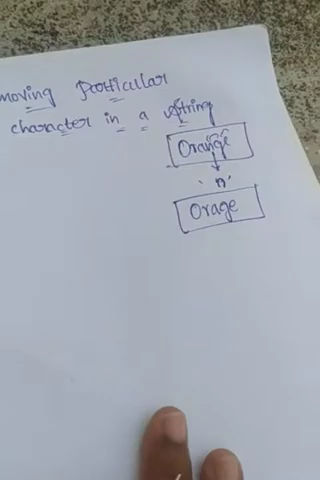 moving Particular
character in a String
Orange
'n'
Orage